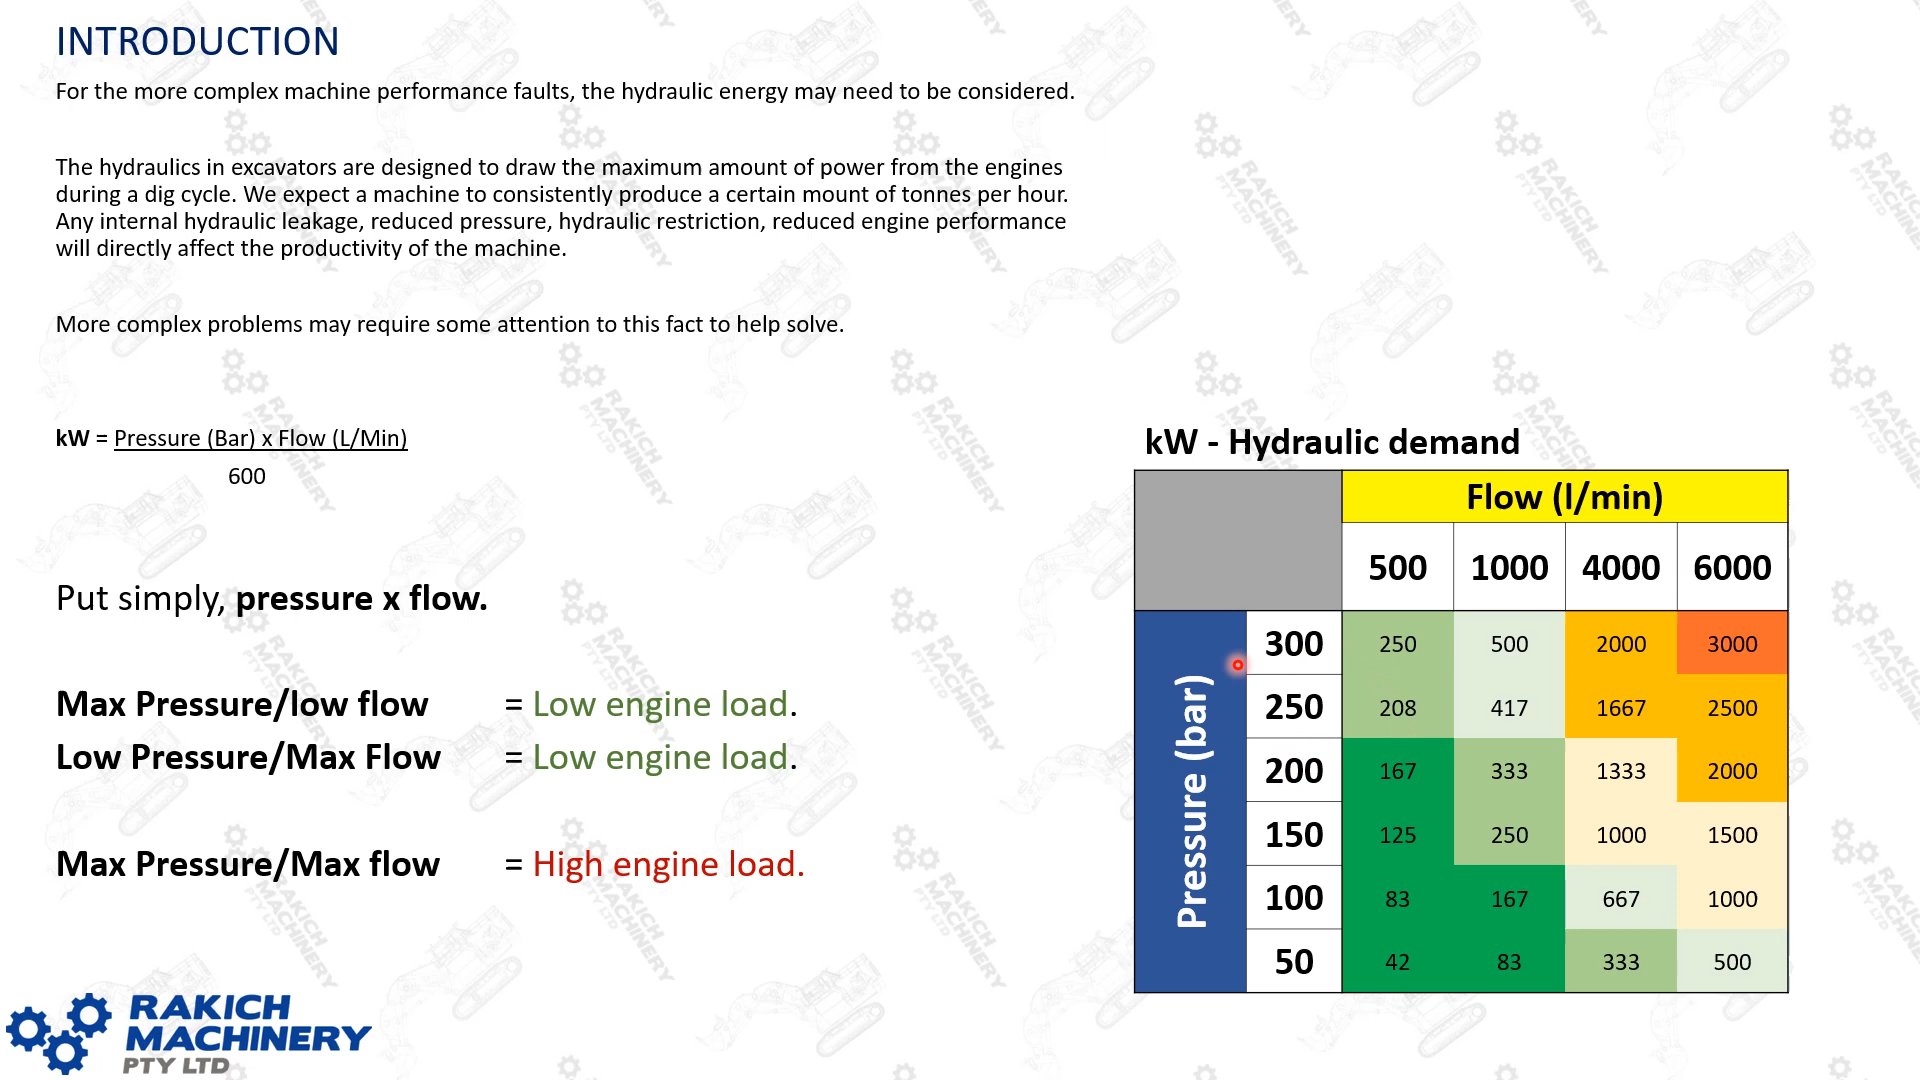 INTRODUCTION
For the more complex machine performance faults, the hydraulic energy may need to be considered.
The hydraulics in excavators are designed to draw the maximum amount of power from the engines
during a dig cycle. We expect a machine to consistently produce a certain mount of tonnes per hour.
Any internal hydraulic leakage, reduced pressure, hydraulic restriction, reduced engine performance
will directly affect the productivity of the machine.
More complex problems may require some attention to this fact to help solve.
kW = Pressure (Bar) x Flow (L/Min)
600
Put simply, pressure x flow.
Max Pressure/low flow = Low engine load.
Low Pressure/Max Flow = Low engine load.
Max Pressure/Max flow = High engine load.
kW - Hydraulic demand
Flow (l/min)
500 1000 4000 6000
Pressure (bar)
300 250 500 2000 3000
250 208 417 1667 2500
200 167 333 1333 2000
150 125 250 1000 1500
100 83 167 667 1000
50 42 83 333 500
RAKICH
MACHINERY
PTY LTD